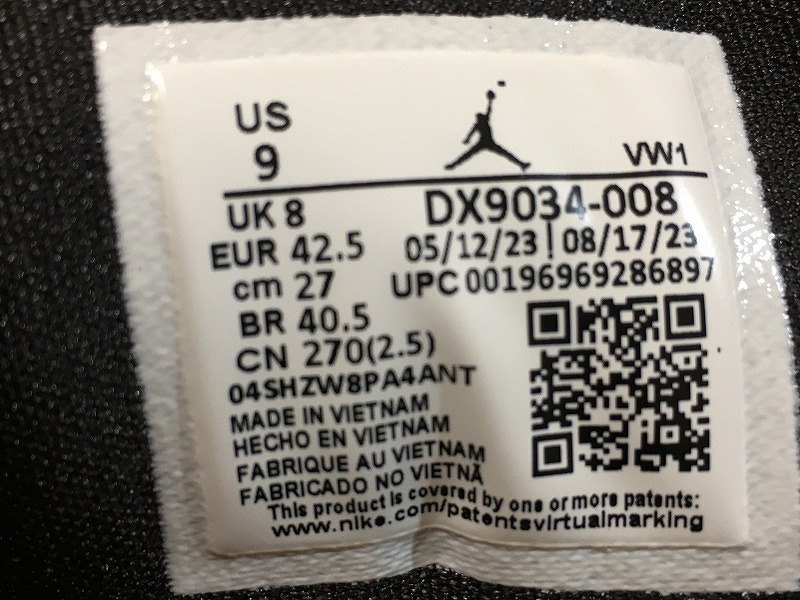 US
9
VW1
UK 8
DX9034-008
EUR 42.5
05/12/23 | 08/17/23
cm 27
UPC 00196969286897
BR 40.5
CN 270(2.5)
04SHZW8PA4ANT
MADE IN VIETNAM
HECHO EN VIETNAM
FABRIQUE AU VIETNAM
FABRICADO NO VIETNÃ
This product is covered by one or more patents:
www.nike.com/patentsvirtualmarking